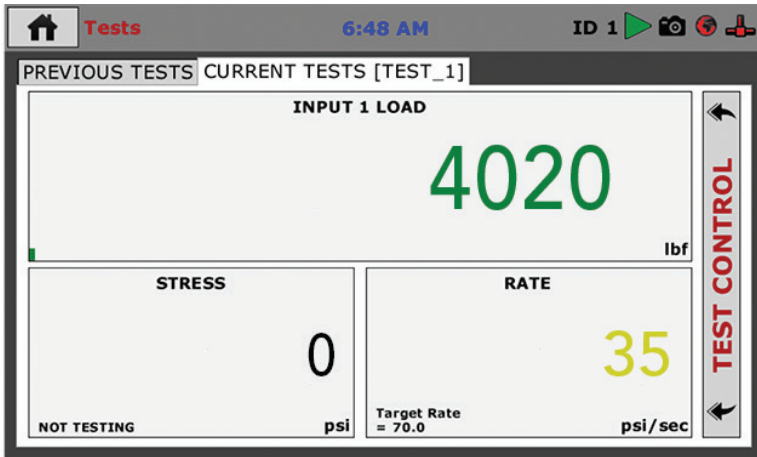 Tests 6:48 AM ID 1
PREVIOUS TESTS CURRENT TESTS [TEST_1]
INPUT 1 LOAD
4020
lbf
TEST CONTROL
STRESS
0
NOT TESTING psi
RATE
35
Target Rate
= 70.0 psi/sec